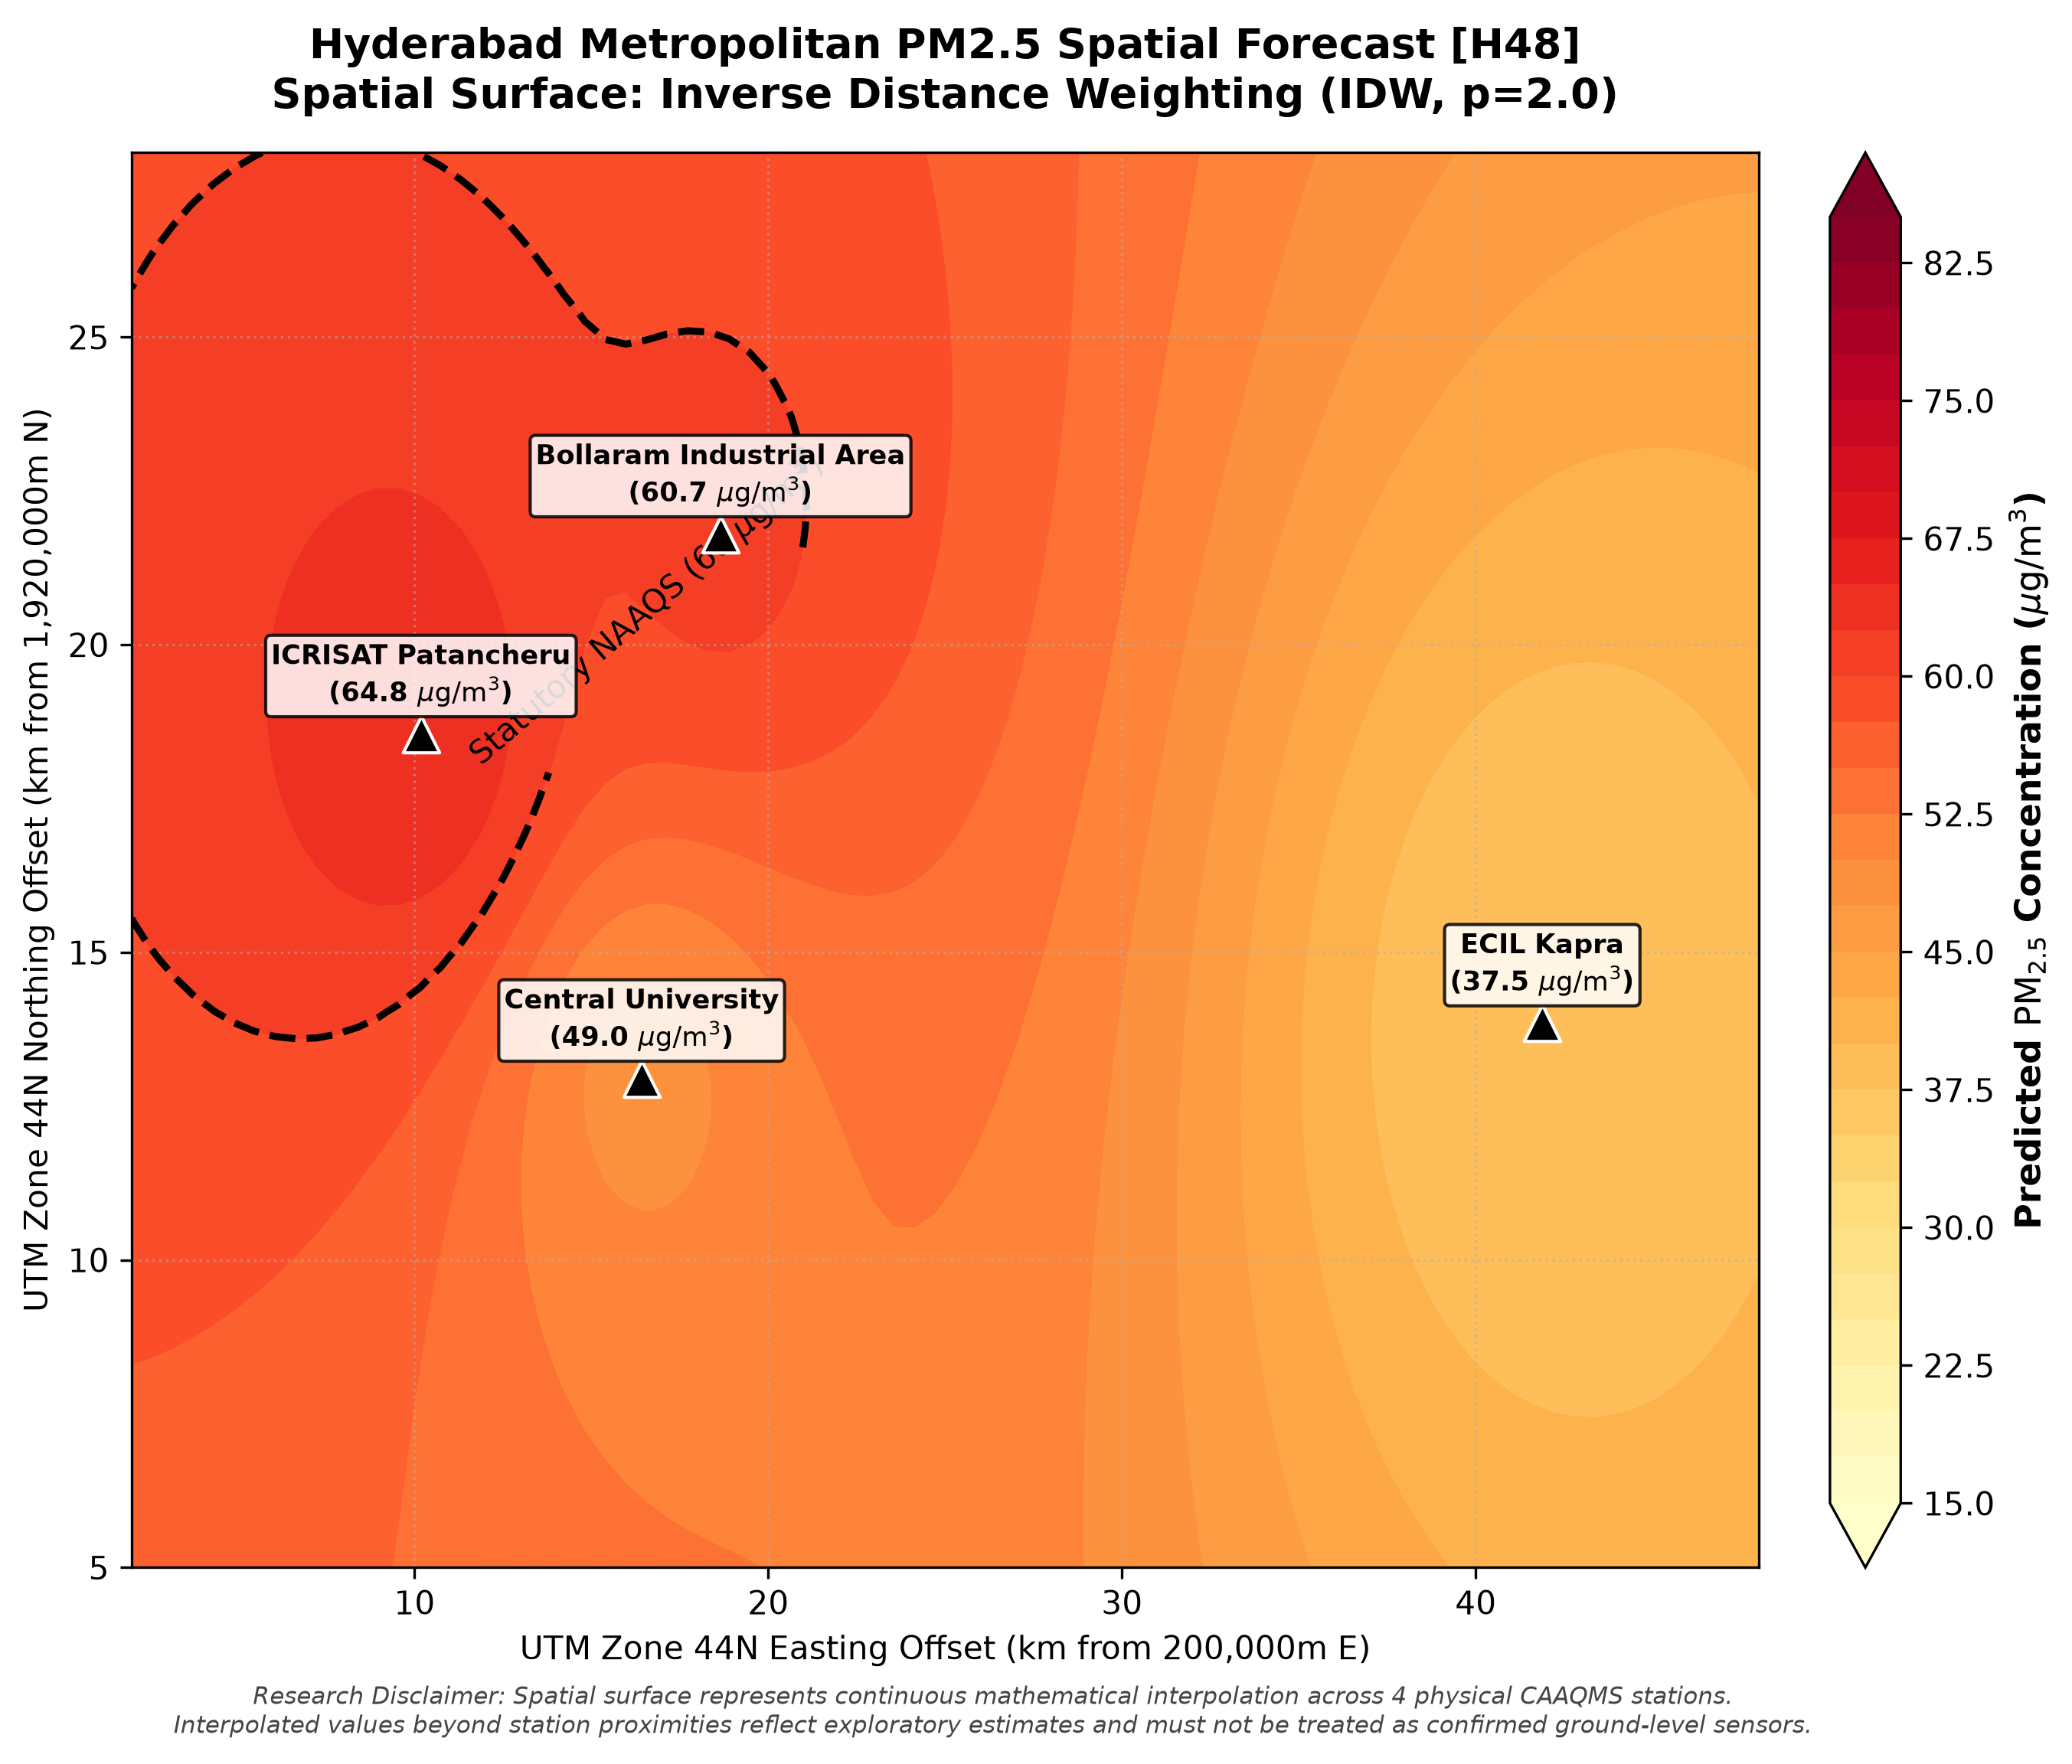 Hyderabad Metropolitan PM2.5 Spatial Forecast [H48]
Spatial Surface: Inverse Distance Weighting (IDW, p=2.0)
UTM Zone 44N Northing Offset (km from 1,920,000m N)
25
20
15
10
5
Bollaram Industrial Area
(60.7 μg/m³)
ICRISAT Patancheru
(64.8 μg/m³)
Statutory NAAQS
Central University
(49.0 μg/m³)
ECIL Kapra
(37.5 μg/m³)
10
20
30
40
UTM Zone 44N Easting Offset (km from 200,000m E)
82.5
75.0
67.5
60.0
52.5
45.0
37.5
30.0
22.5
15.0
Predicted PM₂.₅ Concentration (μg/m³)
Research Disclaimer: Spatial surface represents continuous mathematical interpolation across 4 physical CAAQMS stations.
Interpolated values beyond station proximities reflect exploratory estimates and must not be treated as confirmed ground-level sensors.